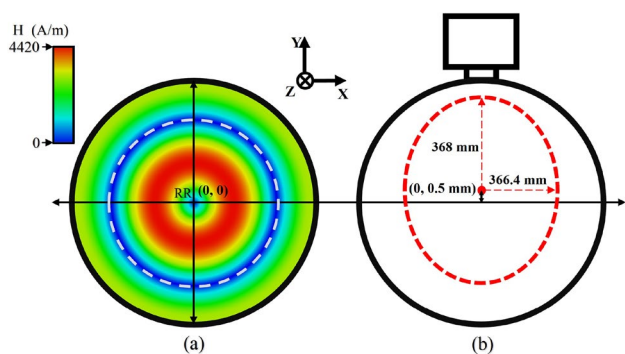 H (A/m)
4420
0
Y
Z
X
RR
(0, 0)
368 mm
366.4 mm
(0, 0.5 mm)
(a)
(b)